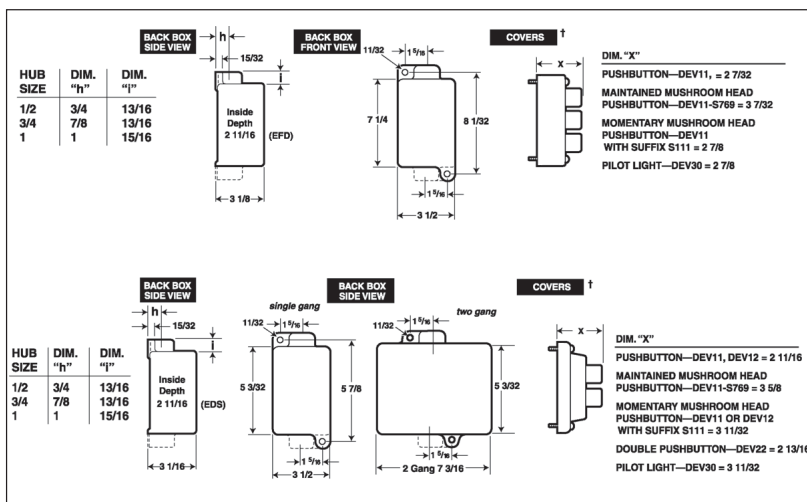 BACK BOX
SIDE VIEW
h
15/32
i
Inside
Depth
2 11/16
(EFD)
3 1/8
HUB DIM. DIM.
SIZE “h” “i”
1/2 3/4 13/16
3/4 7/8 13/16
1 1 15/16
BACK BOX
FRONT VIEW
11/32
1 5/16
7 1/4
8 1/32
1 5/16
3 1/2
COVERS †
x
DIM. “X”
PUSHBUTTON—DEV11, = 2 7/32
MAINTAINED MUSHROOM HEAD
PUSHBUTTON—DEV11-S769 = 3 7/32
MOMENTARY MUSHROOM HEAD
PUSHBUTTON—DEV11
WITH SUFFIX S111 = 2 7/8
PILOT LIGHT—DEV30 = 2 7/8
BACK BOX
SIDE VIEW
h
15/32
i
Inside
Depth
2 11/16
(EDS)
3 1/16
HUB DIM. DIM.
SIZE “h” “i”
1/2 3/4 13/16
3/4 7/8 13/16
1 1 15/16
BACK BOX
SIDE VIEW
single gang
11/32
1 5/16
5 3/32
5 7/8
1 5/16
3 1/2
two gang
11/32
1 5/16
5 3/32
1 5/16
2 Gang 7 3/16
COVERS †
x
DIM. “X”
PUSHBUTTON—DEV11, DEV12 = 2 11/16
MAINTAINED MUSHROOM HEAD
PUSHBUTTON—DEV11-S769 = 3 5/8
MOMENTARY MUSHROOM HEAD
PUSHBUTTON—DEV11 OR DEV12
WITH SUFFIX S111 = 3 11/32
DOUBLE PUSHBUTTON—DEV22 = 2 13/16
PILOT LIGHT—DEV30 = 3 11/32